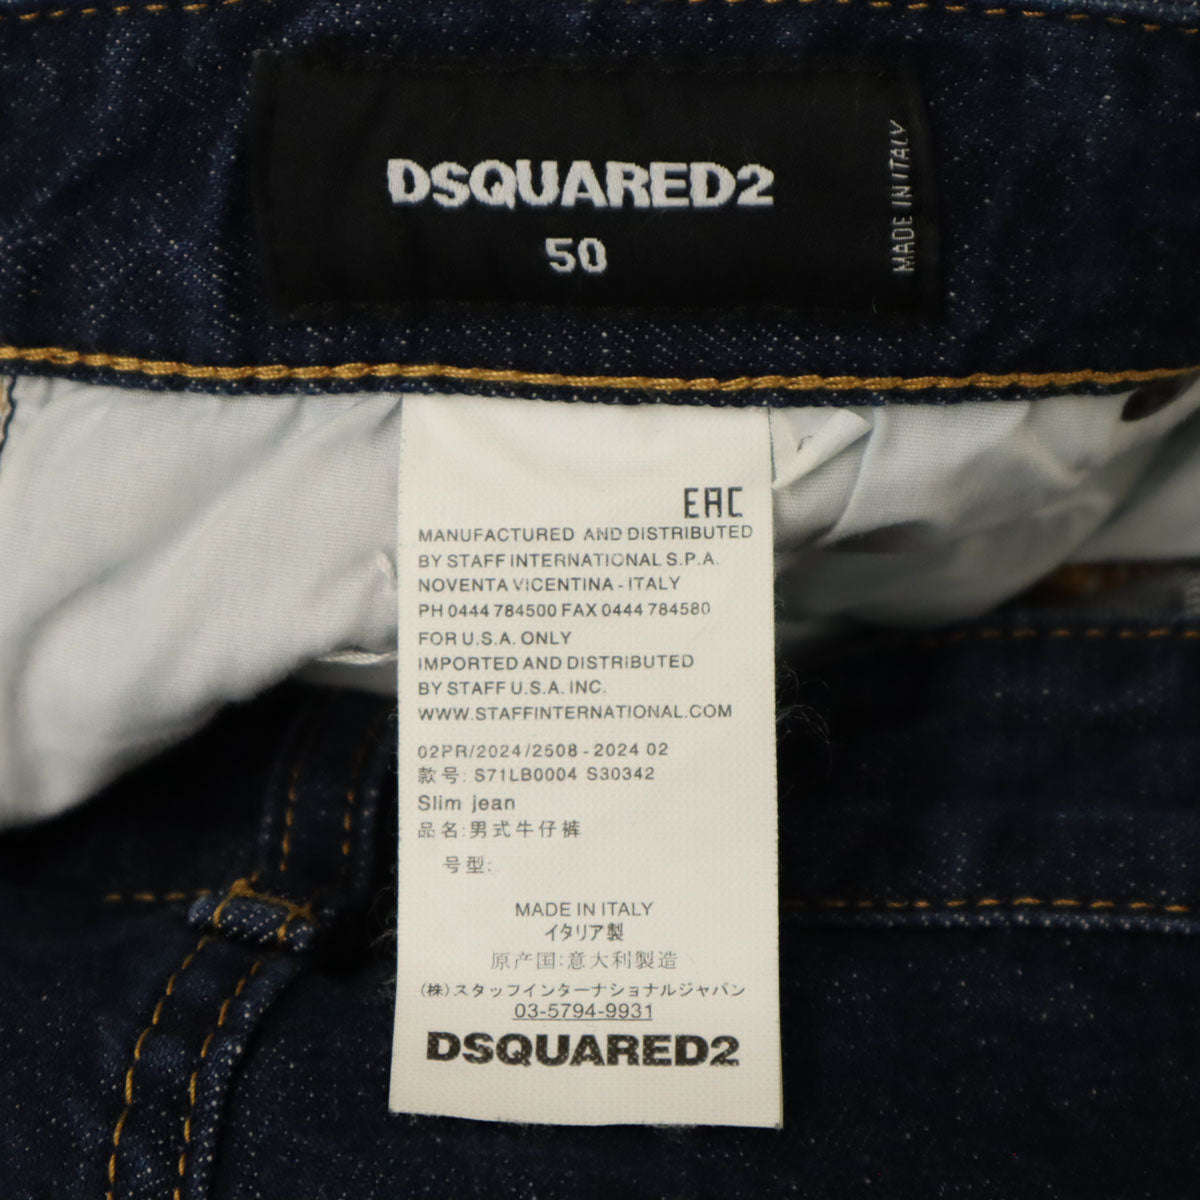 DSQUARED2
50
MADE IN ITALY
EAC
MANUFACTURED AND DISTRIBUTED
BY STAFF INTERNATIONAL S.P.A.
NOVENTA VICENTINA - ITALY
PH 0444 784500 FAX 0444 784580
FOR U.S.A. ONLY
IMPORTED AND DISTRIBUTED
BY STAFF U.S.A. INC.
WWW.STAFFINTERNATIONAL.COM
02PR/2024/2508 - 2024 02
款号: S71LB0004 S30342
Slim jean
品名:男式牛仔裤
号型:
MADE IN ITALY
イタリア製
原产国:意大利製造
(株)スタッフインターナショナルジャパン
03-5794-9931
DSQUARED2